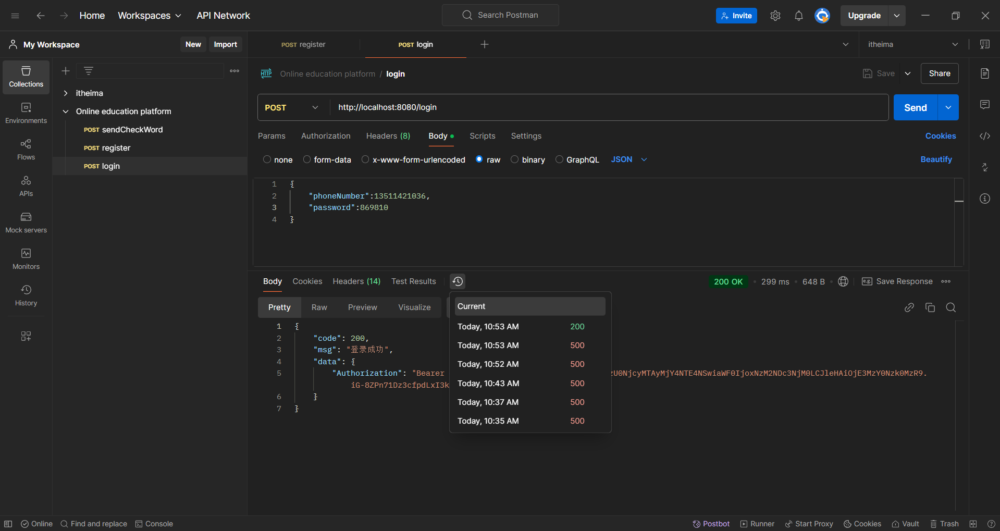 Home Workspaces API Network Search Postman Invite Upgrade
My Workspace New Import POST register POST login itheima
Collections
Environments
Flows
APIs
Mock servers
Monitors
History
itheima
Online education platform
POST sendCheckWord
POST register
POST login
HTTP Online education platform / login Save Share
POST http://localhost:8080/login Send
Params Authorization Headers (8) Body Scripts Settings Cookies
none form-data x-www-form-urlencoded raw binary GraphQL JSON Beautify
1 {
2 "phoneNumber":13511421036,
3 "password":869810
4 }
Body Cookies Headers (14) Test Results 200 OK 299 ms 648 B e.g. Save Response
Pretty Raw Preview Visualize
1 {
2 "code": 200,
3 "msg": "登录成功",
4 "data": {
5 "Authorization": "Bearer zU0NjcyMTAyMjY4NTE4NSwiaWF0IjoxNzM2NDc3NjM0LCJleHAiOjE3MzY0Nzk0MzR9.
iG-8ZPn71Dz3cfpdLxI3k
6 }
7 }
Current
Today, 10:53 AM 200
Today, 10:53 AM 500
Today, 10:52 AM 500
Today, 10:43 AM 500
Today, 10:37 AM 500
Today, 10:35 AM 500
Online Find and replace Console Postbot Runner Start Proxy Cookies Vault Trash